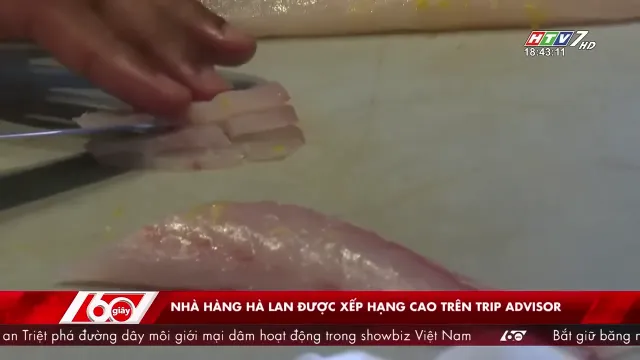 HTV7 HD
18:43:11
60 giây
NHÀ HÀNG HÀ LAN ĐƯỢC XẾP HẠNG CAO TRÊN TRIP ADVISOR
an Triệt phá đường dây môi giới mại dâm hoạt động trong showbiz Việt Nam 60 Bắt giữ băng n